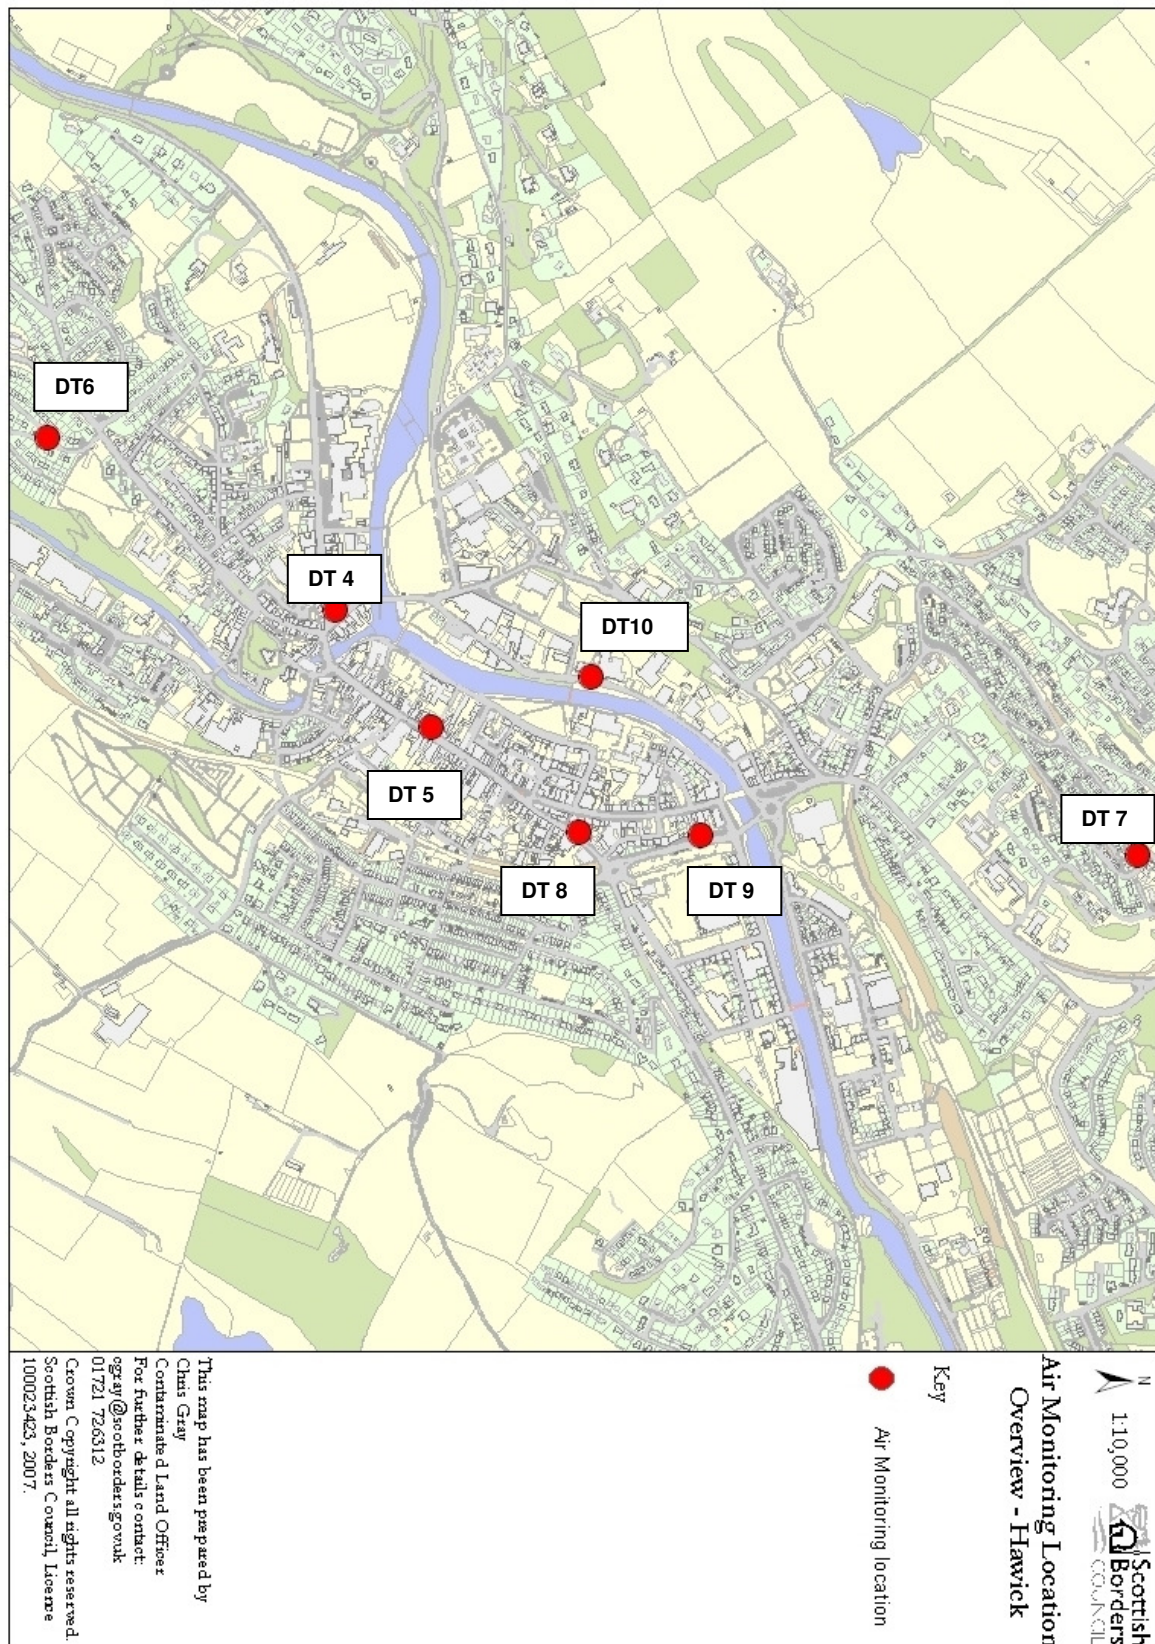 DT6
DT 4
DT10
DT 5
DT 7
DT 8
DT 9
N
1:10,000
Scottish
Borders
COUNCIL
Air Monitoring Location
Overview - Hawick
Key
Air Monitoring location
This map has been prepared by
Chris Gray
Contaminated Land Officer
For further details contact:
cgray@scotborders.gov.uk
01721 726312
Crown Copyright all rights reserved.
Scottish Borders Council, Licence
100023423, 2007.